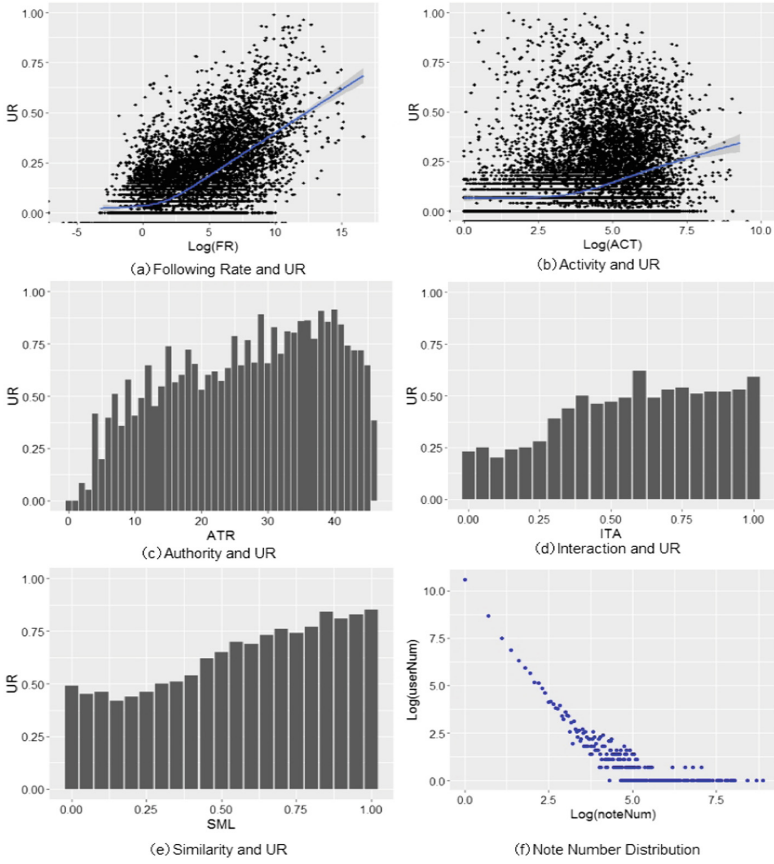 1.00
0.75
0.50
0.25
0.00
UR
-5 0 5 10 15
Log(FR)
(a) Following Rate and UR
1.00
0.75
0.50
0.25
0.00
UR
0.0 2.5 5.0 7.5 10.0
Log(ACT)
(b) Activity and UR
1.00
0.75
0.50
0.25
0.00
UR
0 10 20 30 40
ATR
(c) Authority and UR
1.00
0.75
0.50
0.25
0.00
UR
0.00 0.25 0.50 0.75 1.00
ITA
(d) Interaction and UR
1.00
0.75
0.50
0.25
0.00
UR
0.00 0.25 0.50 0.75 1.00
SML
(e) Similarity and UR
10.0
7.5
5.0
2.5
0.0
Log(userNum)
0.0 2.5 5.0 7.5
Log(noteNum)
(f) Note Number Distribution